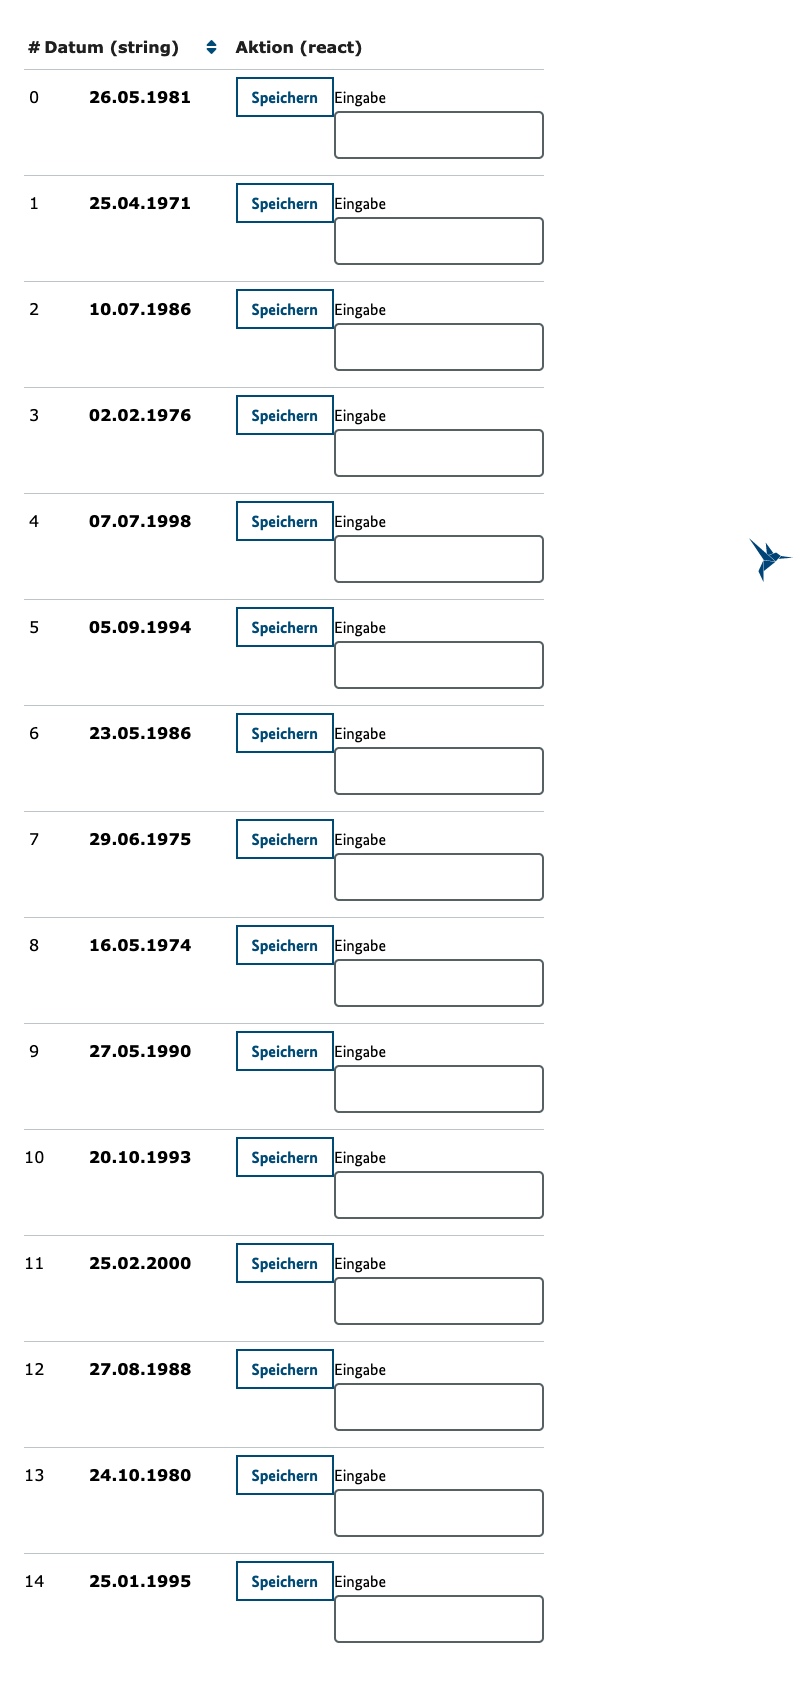 # Datum (string) Aktion (react)
0 26.05.1981 Speichern Eingabe
1 25.04.1971 Speichern Eingabe
2 10.07.1986 Speichern Eingabe
3 02.02.1976 Speichern Eingabe
4 07.07.1998 Speichern Eingabe
5 05.09.1994 Speichern Eingabe
6 23.05.1986 Speichern Eingabe
7 29.06.1975 Speichern Eingabe
8 16.05.1974 Speichern Eingabe
9 27.05.1990 Speichern Eingabe
10 20.10.1993 Speichern Eingabe
11 25.02.2000 Speichern Eingabe
12 27.08.1988 Speichern Eingabe
13 24.10.1980 Speichern Eingabe
14 25.01.1995 Speichern Eingabe